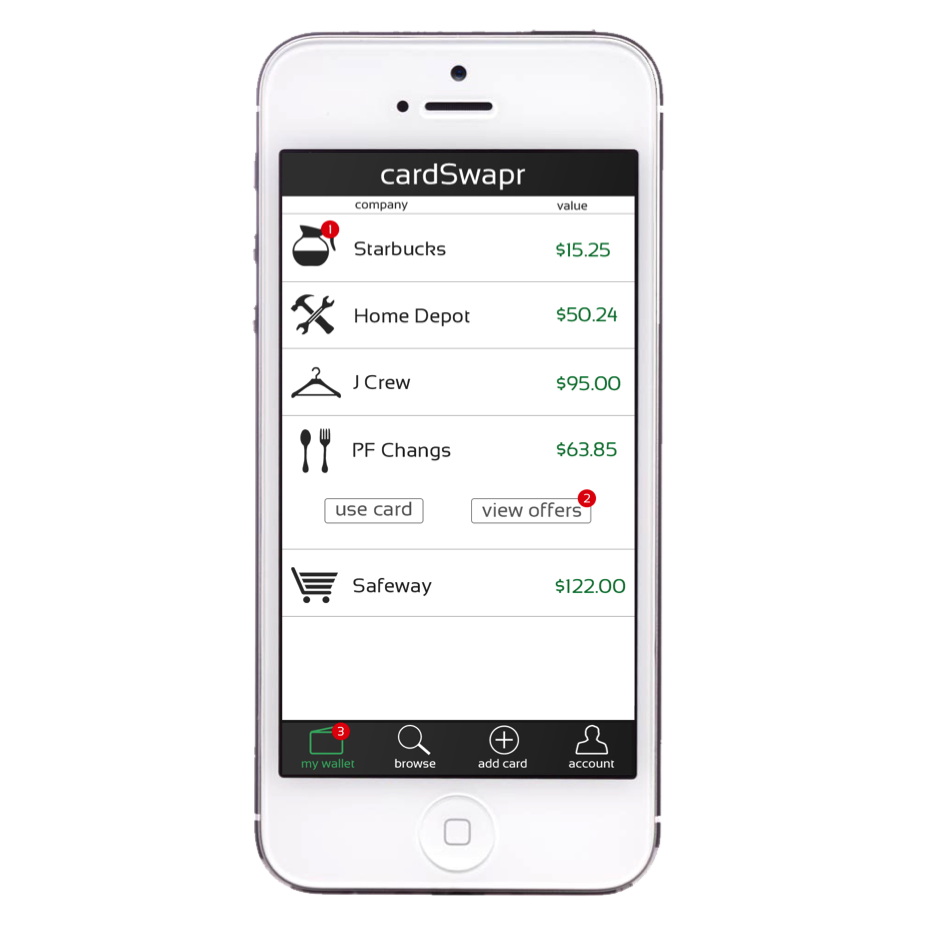 cardSwapr
company value
1
Starbucks $15.25
Home Depot $50.24
J Crew $95.00
PF Changs $63.85
2
use card view offers
Safeway $122.00
3
my wallet browse add card account